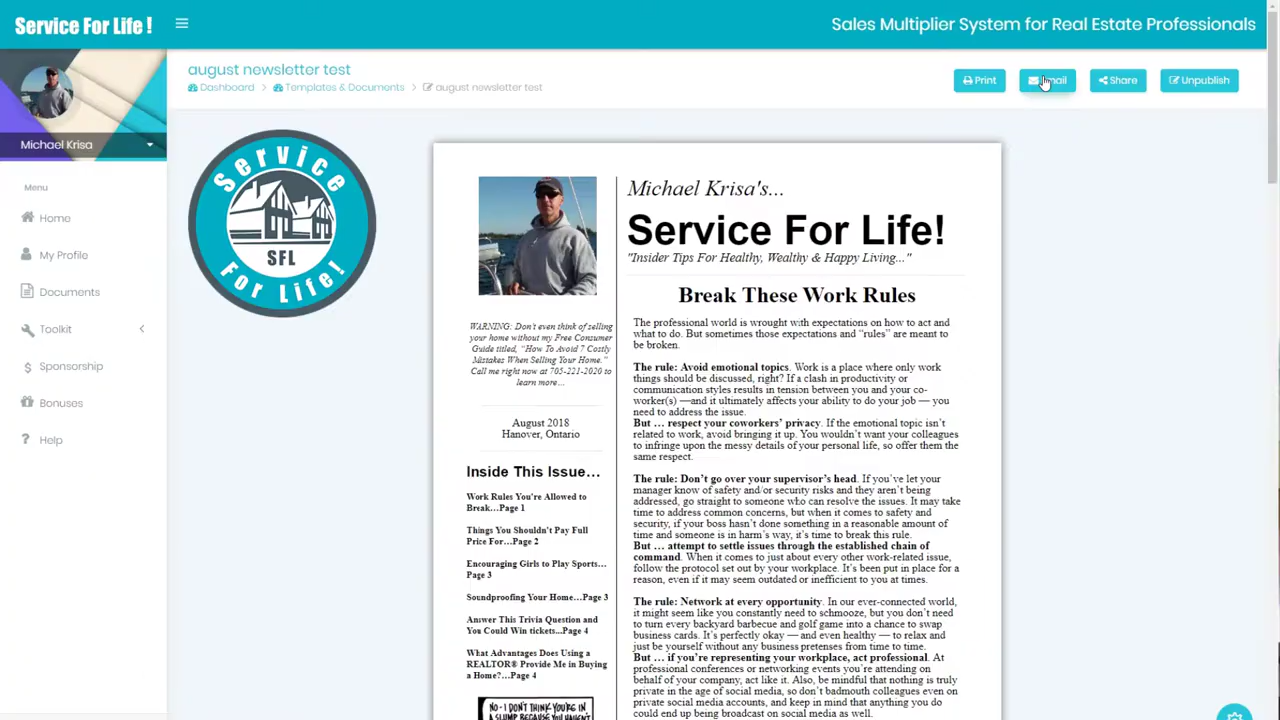 Service For Life !
Sales Multiplier System for Real Estate Professionals
august newsletter test
Dashboard > Templates & Documents > august newsletter test
Print
Share
Unpublish
Michael Krisa
Menu
Home
My Profile
Documents
Toolkit
Sponsorship
Bonuses
Help
Service
SFL
For Life!
Michael Krisa's...
Service For Life!
"Insider Tips For Healthy, Wealthy & Happy Living..."
WARNING: Don't even think of selling
your home without my Free Consumer
Guide titled, "How To Avoid 7 Costly
Mistakes When Selling Your Home."
Call me right now at 705-221-2020 to
learn more…
August 2018
Hanover, Ontario
Inside This Issue…
Work Rules You're Allowed to
Break…Page 1
Things You Shouldn't Pay Full
Price For…Page 2
Encouraging Girls to Play Sports…
Page 3
Soundproofing Your Home…Page 3
Answer This Trivia Question and
You Could Win tickets...Page 4
What Advantages Does Using a
REALTOR® Provide Me in Buying
a Home?…Page 4
NO - I DON'T THINK YOU'RE IN
A SLUMP BECAUSE YOU HAVEN'T
Break These Work Rules
The professional world is wrought with expectations on how to act and
what to do. But sometimes those expectations and “rules” are meant to
be broken.
The rule: Avoid emotional topics. Work is a place where only work
things should be discussed, right? If a clash in productivity or
communication styles results in tension between you and your co-
worker(s) —and it ultimately affects your ability to do your job — you
need to address the issue.
But … respect your coworkers’ privacy. If the emotional topic isn’t
related to work, avoid bringing it up. You wouldn’t want your colleagues
to infringe upon the messy details of your personal life, so offer them the
same respect.
The rule: Don’t go over your supervisor’s head. If you’ve let your
manager know of safety and/or security risks and they aren’t being
addressed, go straight to someone who can resolve the issues. It may take
time to address common concerns, but when it comes to safety and
security, if your boss hasn’t done something in a reasonable amount of
time and someone is in harm’s way, it’s time to break this rule.
But … attempt to settle issues through the established chain of
command. When it comes to just about every other work-related issue,
follow the protocol set out by your workplace. It’s been put in place for a
reason, even if it may seem outdated or inefficient to you at times.
The rule: Network at every opportunity. In our ever-connected world,
it might seem like you constantly need to schmooze, but you don’t need
to turn every backyard barbecue and golf game into a chance to swap
business cards. It’s perfectly okay — and even healthy — to relax and
just be yourself without any business pretenses from time to time.
But … if you’re representing your workplace, act professional. At
professional conferences or networking events you’re attending on
behalf of your company, act like it. Also, be mindful that nothing is truly
private in the age of social media, so don’t badmouth colleagues even on
private social media accounts, and keep in mind that anything you do
could end up being broadcast on social media as well.